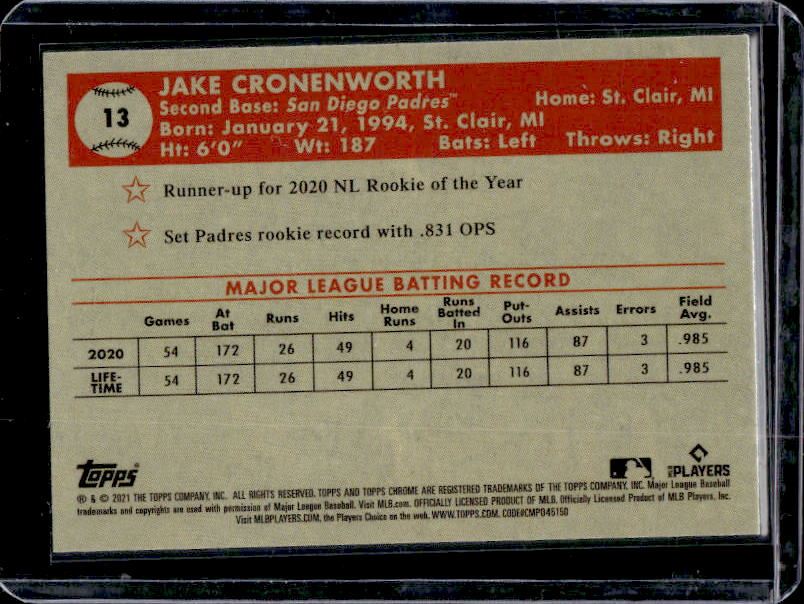 13
JAKE CRONENWORTH
Second Base: San Diego Padres™ Home: St. Clair, MI
Born: January 21, 1994, St. Clair, MI
Ht: 6'0" Wt: 187 Bats: Left Throws: Right
Runner-up for 2020 NL Rookie of the Year
Set Padres rookie record with .831 OPS
MAJOR LEAGUE BATTING RECORD
Games At Bat Runs Hits Home Runs Runs Batted In Put-Outs Assists Errors Field Avg.
2020 54 172 26 49 4 20 116 87 3 .985
LIFE-TIME 54 172 26 49 4 20 116 87 3 .985
Topps
PLAYERS
® & © 2021 THE TOPPS COMPANY, INC. ALL RIGHTS RESERVED. TOPPS AND TOPPS CHROME ARE REGISTERED TRADEMARKS OF THE TOPPS COMPANY, INC. Major League Baseball
trademarks and copyrights are used with permission of Major League Baseball. Visit MLB.com. OFFICIALLY LICENSED PRODUCT OF MLB. Officially Licensed Product of MLB Players, Inc.
Visit MLBPLAYERS.COM, the Players Choice on the web. WWW.TOPPS.COM. CODE#CMP045150